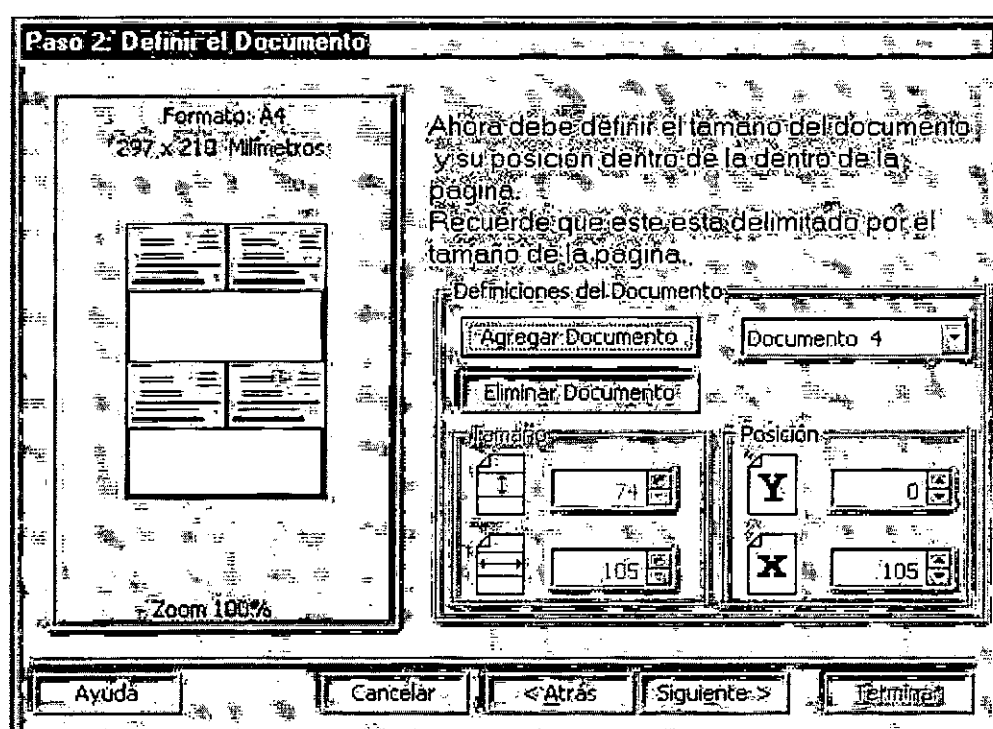 Paso 2: Definir el Documento
Formato: A4
297 x 210 Milimetros
Zoom 100%
Ahora debe definir el tamaño del documento
y su posición dentro de la dentro de la
pagina.
Recuerde que este esta delimitado por el
tamaño de la pagina..
Definiciones del Documento
Agregar Documento
Documento 4
Eliminar Documento
Tamaño
Posición
74
Y
0
105
X
105
Ayuda
Cancelar
< Atrás
Siguiente >
Terminar